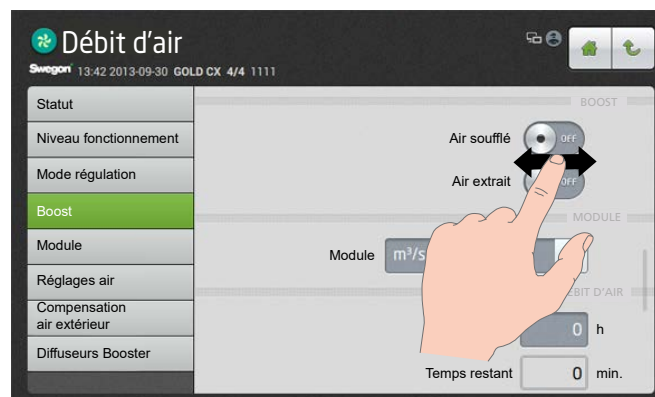 Débit d'air
Swegon 13:42 2013-09-30 GOLD CX 4/4 1111
Statut
Niveau fonctionnement
Mode régulation
Boost
Module
Réglages air
Compensation
air extérieur
Diffuseurs Booster
BOOST
Air soufflé OFF
Air extrait OFF
MODULE
Module m³/s
D'AIR
0 h
Temps restant 0 min.